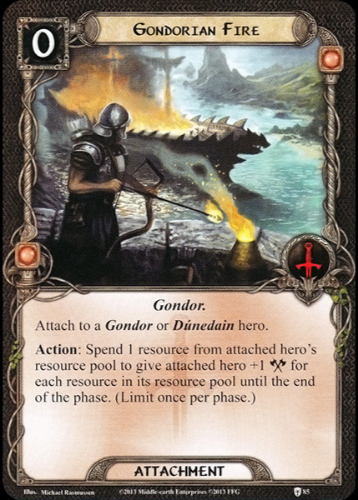 0
GONDORIAN FIRE
Gondor.
Attach to a Gondor or Dúnedain hero.
Action: Spend 1 resource from attached hero's
resource pool to give attached hero +1 for
each resource in its resource pool until the end
of the phase. (Limit once per phase.)
Illus. Michael Rasmussen
©2013 Middle-earth Enterprises ©2013 FFG
85
ATTACHMENT